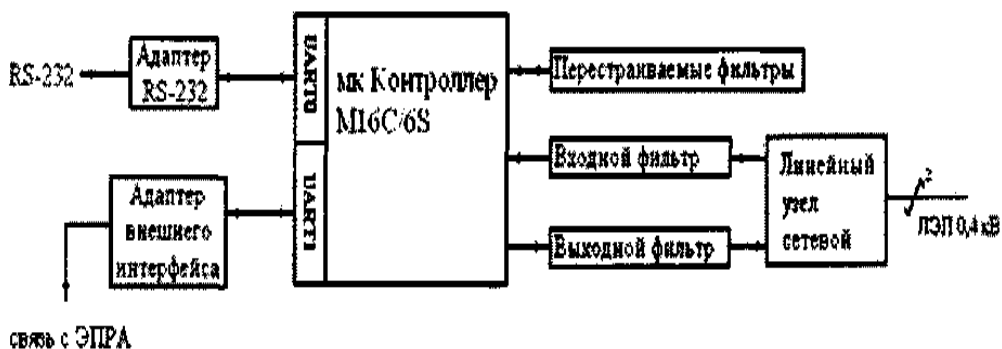 RS-232
Адаптер
RS-232
UART0
UART1
мк Контроллер
M16C/6S
Перестраиваемые фильтры
Входной фильтр
Выходной фильтр
Линейный
узел
сетевой
2
ЛЭП 0,4 кВ
Адаптер
внешнего
интерфейса
связь с ЭПРА